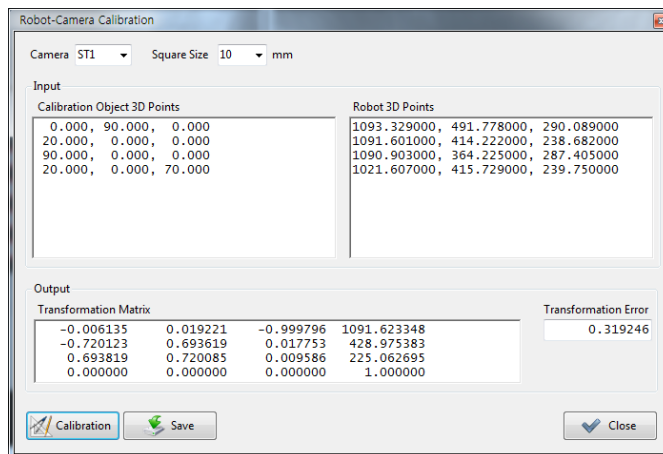 Robot-Camera Calibration
Camera ST1 Square Size 10 mm
Input
Calibration Object 3D Points
0.000, 90.000, 0.000
20.000, 0.000, 0.000
90.000, 0.000, 0.000
20.000, 0.000, 70.000
Robot 3D Points
1093.329000, 491.778000, 290.089000
1091.601000, 414.222000, 238.682000
1090.903000, 364.225000, 287.405000
1021.607000, 415.729000, 239.750000
Output
Transformation Matrix
-0.006135 0.019221 -0.999796 1091.623348
-0.720123 0.693619 0.017753 428.975383
0.693819 0.720085 0.009586 225.062695
0.000000 0.000000 0.000000 1.000000
Transformation Error
0.319246
Calibration Save Close